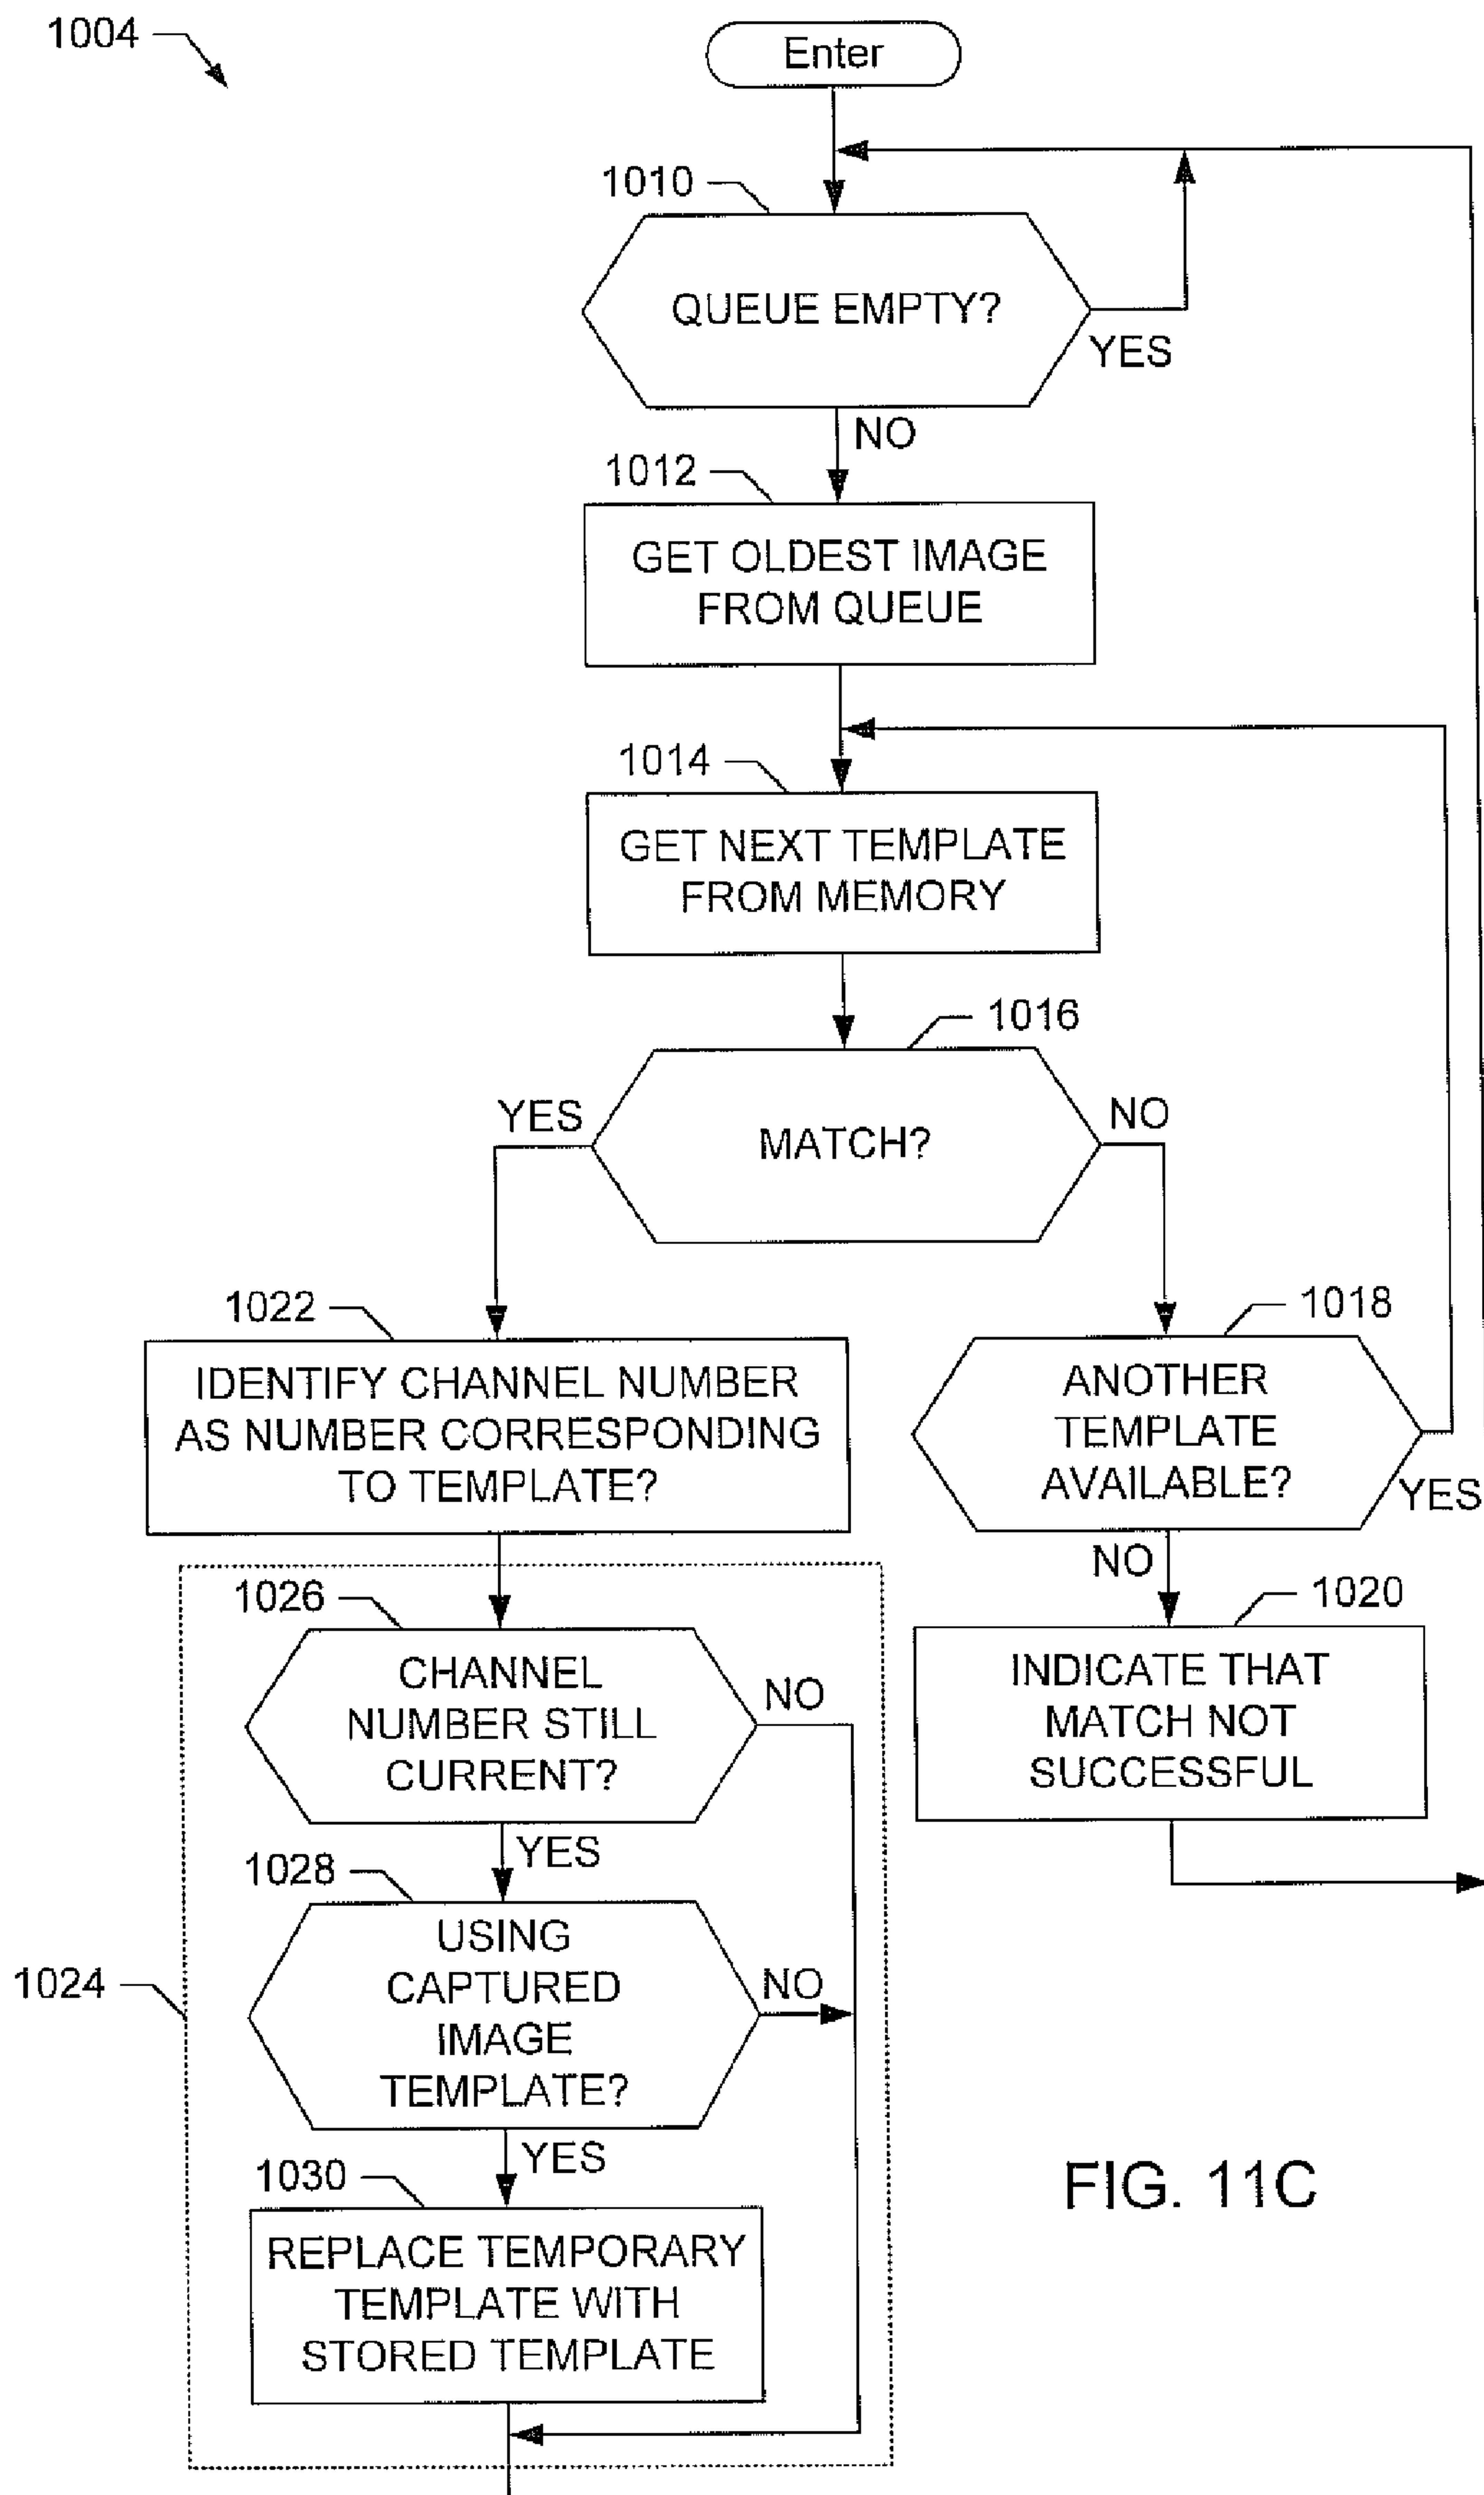 1004
Enter
1010
QUEUE EMPTY?
YES
NO
1012
GET OLDEST IMAGE
FROM QUEUE
1014
GET NEXT TEMPLATE
FROM MEMORY
1016
YES
NO
MATCH?
1022
1018
IDENTIFY CHANNEL NUMBER
AS NUMBER CORRESPONDING
TO TEMPLATE?
ANOTHER
TEMPLATE
AVAILABLE?
YES
NO
1026
1020
CHANNEL
NUMBER STILL
CURRENT?
NO
INDICATE THAT
MATCH NOT
SUCCESSFUL
YES
1028
USING
CAPTURED
IMAGE
TEMPLATE?
NO
1024
YES
1030
REPLACE TEMPORARY
TEMPLATE WITH
STORED TEMPLATE
FIG. 11C